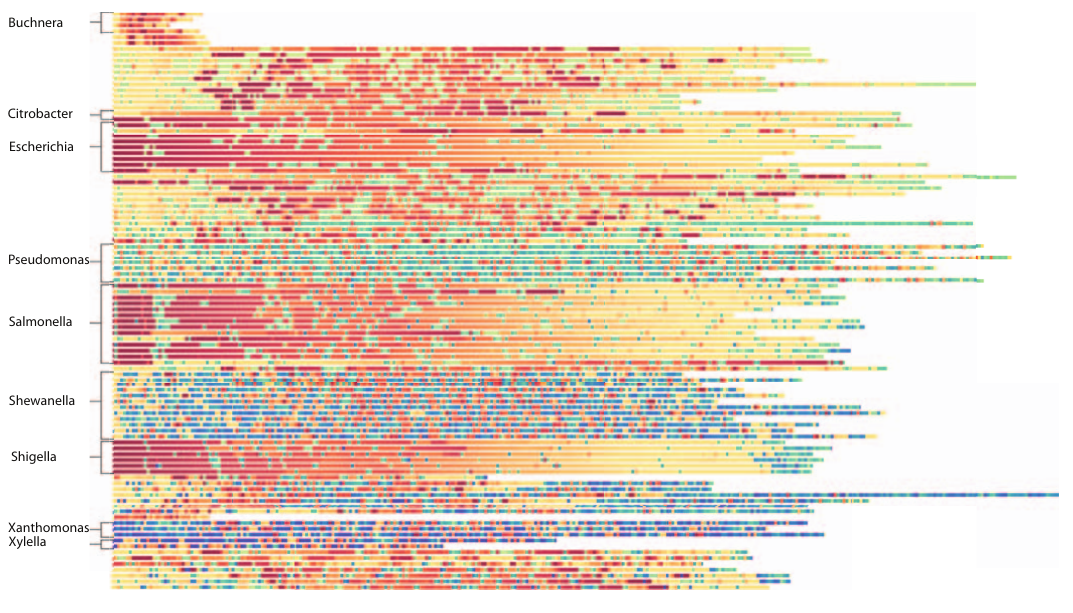 Buchnera
Citrobacter
Escherichia
Pseudomonas
Salmonella
Shewanella
Shigella
Xanthomonas
Xylella